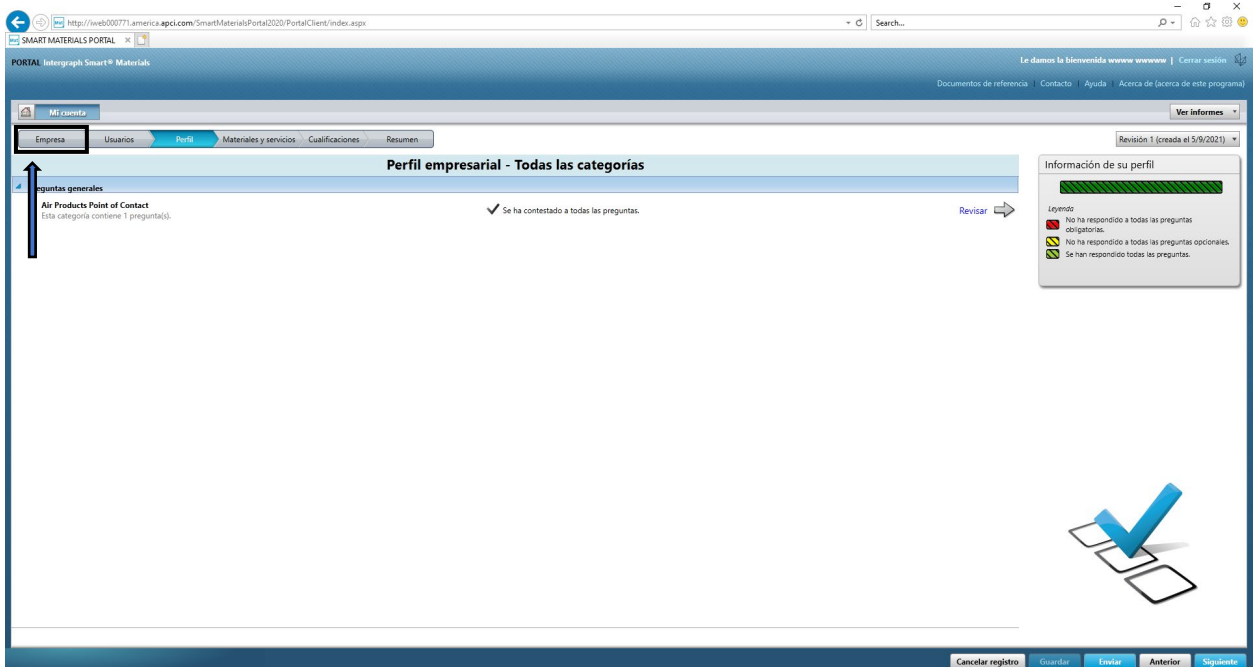 http://iweb000771.america.apci.com/SmartMaterialsPortal2020/PortalClient/index.aspx
Search...
SMART MATERIALS PORTAL
PORTAL Intergraph Smart® Materials
Le damos la bienvenida wwww wwwww | Cerrar sesión
Documentos de referencia | Contacto | Ayuda | Acerca de (acerca de este programa)
Mi cuenta
Ver informes
Empresa Usuarios Perfil Materiales y servicios Cualificaciones Resumen
Revisión 1 (creada el 5/9/2021)
Perfil empresarial - Todas las categorías
eguntas generales
Air Products Point of Contact
Esta categoría contiene 1 pregunta(s).
Se ha contestado a todas las preguntas.
Revisar
Información de su perfil
Leyenda
No ha respondido a todas las preguntas
obligatorias.
No ha respondido a todas las preguntas opcionales.
Se han respondido todas las preguntas.
Cancelar registro Guardar Enviar Anterior Siguiente